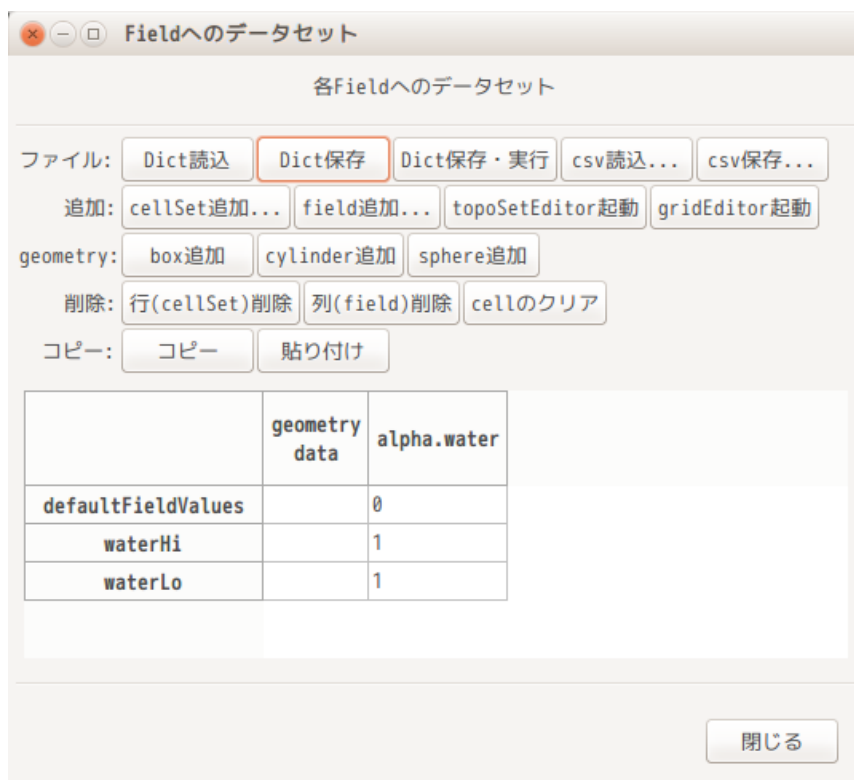 Fieldへのデータセット
各Fieldへのデータセット
ファイル: Dict読込 Dict保存 Dict保存・実行 csv読込... csv保存...
追加: cellSet追加... field追加... topoSetEditor起動 gridEditor起動
geometry: box追加 cylinder追加 sphere追加
削除: 行(cellSet)削除 列(field)削除 cellのクリア
コピー: コピー 貼り付け
geometry
data alpha.water
defaultFieldValues 0
waterHi 1
waterLo 1
閉じる